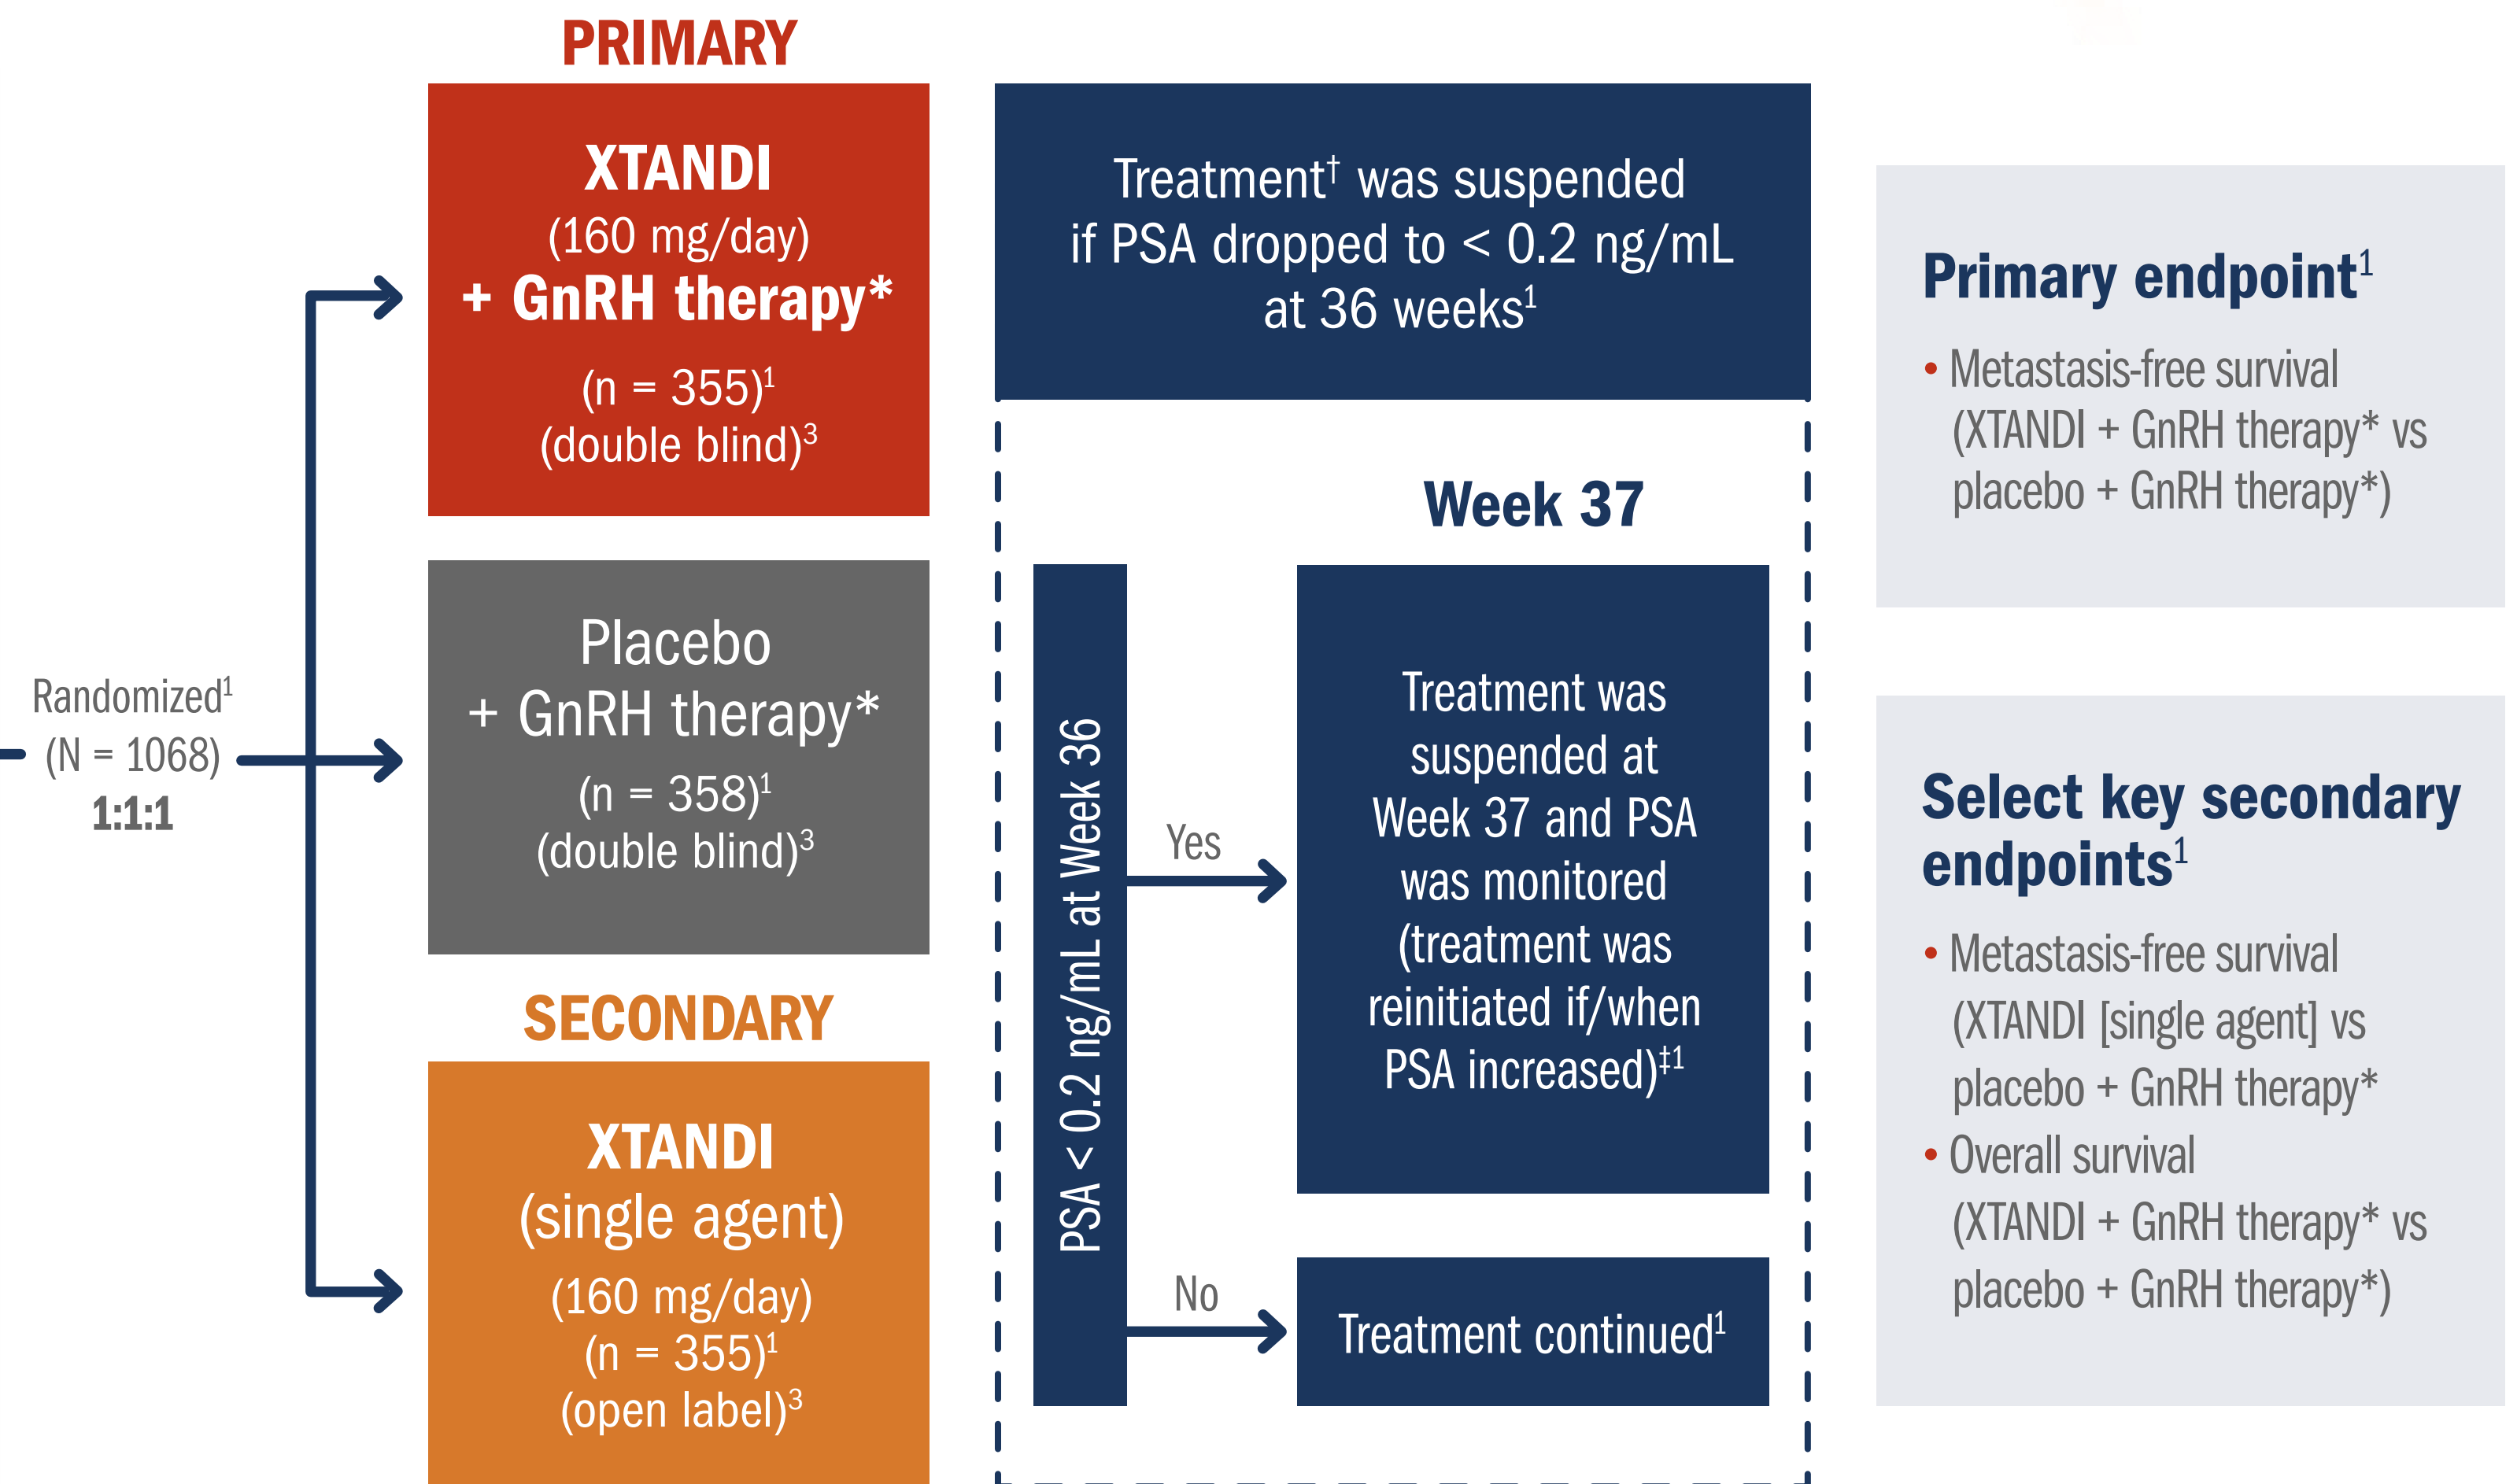 Randomized¹
(N = 1068)
1:1:1
PRIMARY
XTANDI
(160 mg/day)
+ GnRH therapy*
(n = 355)¹
(double blind)³
Placebo
+ GnRH therapy*
(n = 358)¹
(double blind)³
SECONDARY
XTANDI
(single agent)
(160 mg/day)
(n = 355)¹
(open label)³
Treatment† was suspended
if PSA dropped to < 0.2 ng/mL
at 36 weeks¹
Week 37
PSA < 0.2 ng/mL at Week 36
Yes
Treatment was
suspended at
Week 37 and PSA
was monitored
(treatment was
reinitiated if/when
PSA increased)‡¹
No
Treatment continued¹
Primary endpoint¹
• Metastasis-free survival
(XTANDI + GnRH therapy* vs
placebo + GnRH therapy*)
Select key secondary
endpoints¹
• Metastasis-free survival
(XTANDI [single agent] vs
placebo + GnRH therapy*
• Overall survival
(XTANDI + GnRH therapy* vs
placebo + GnRH therapy*)